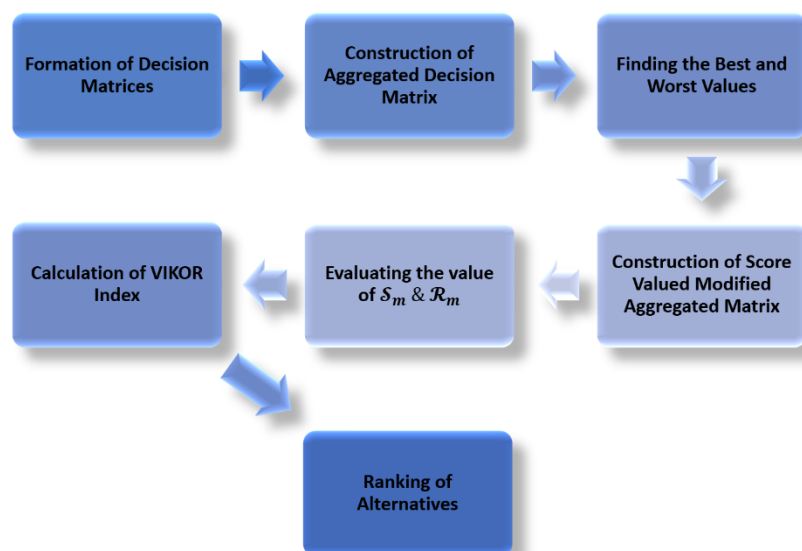 Formation of Decision
Matrices
Construction of
Aggregated Decision
Matrix
Finding the Best and
Worst Values
Construction of Score
Valued Modified
Aggregated Matrix
Evaluating the value
of 𝓢ₘ & 𝓡ₘ
Calculation of VIKOR
Index
Ranking of
Alternatives